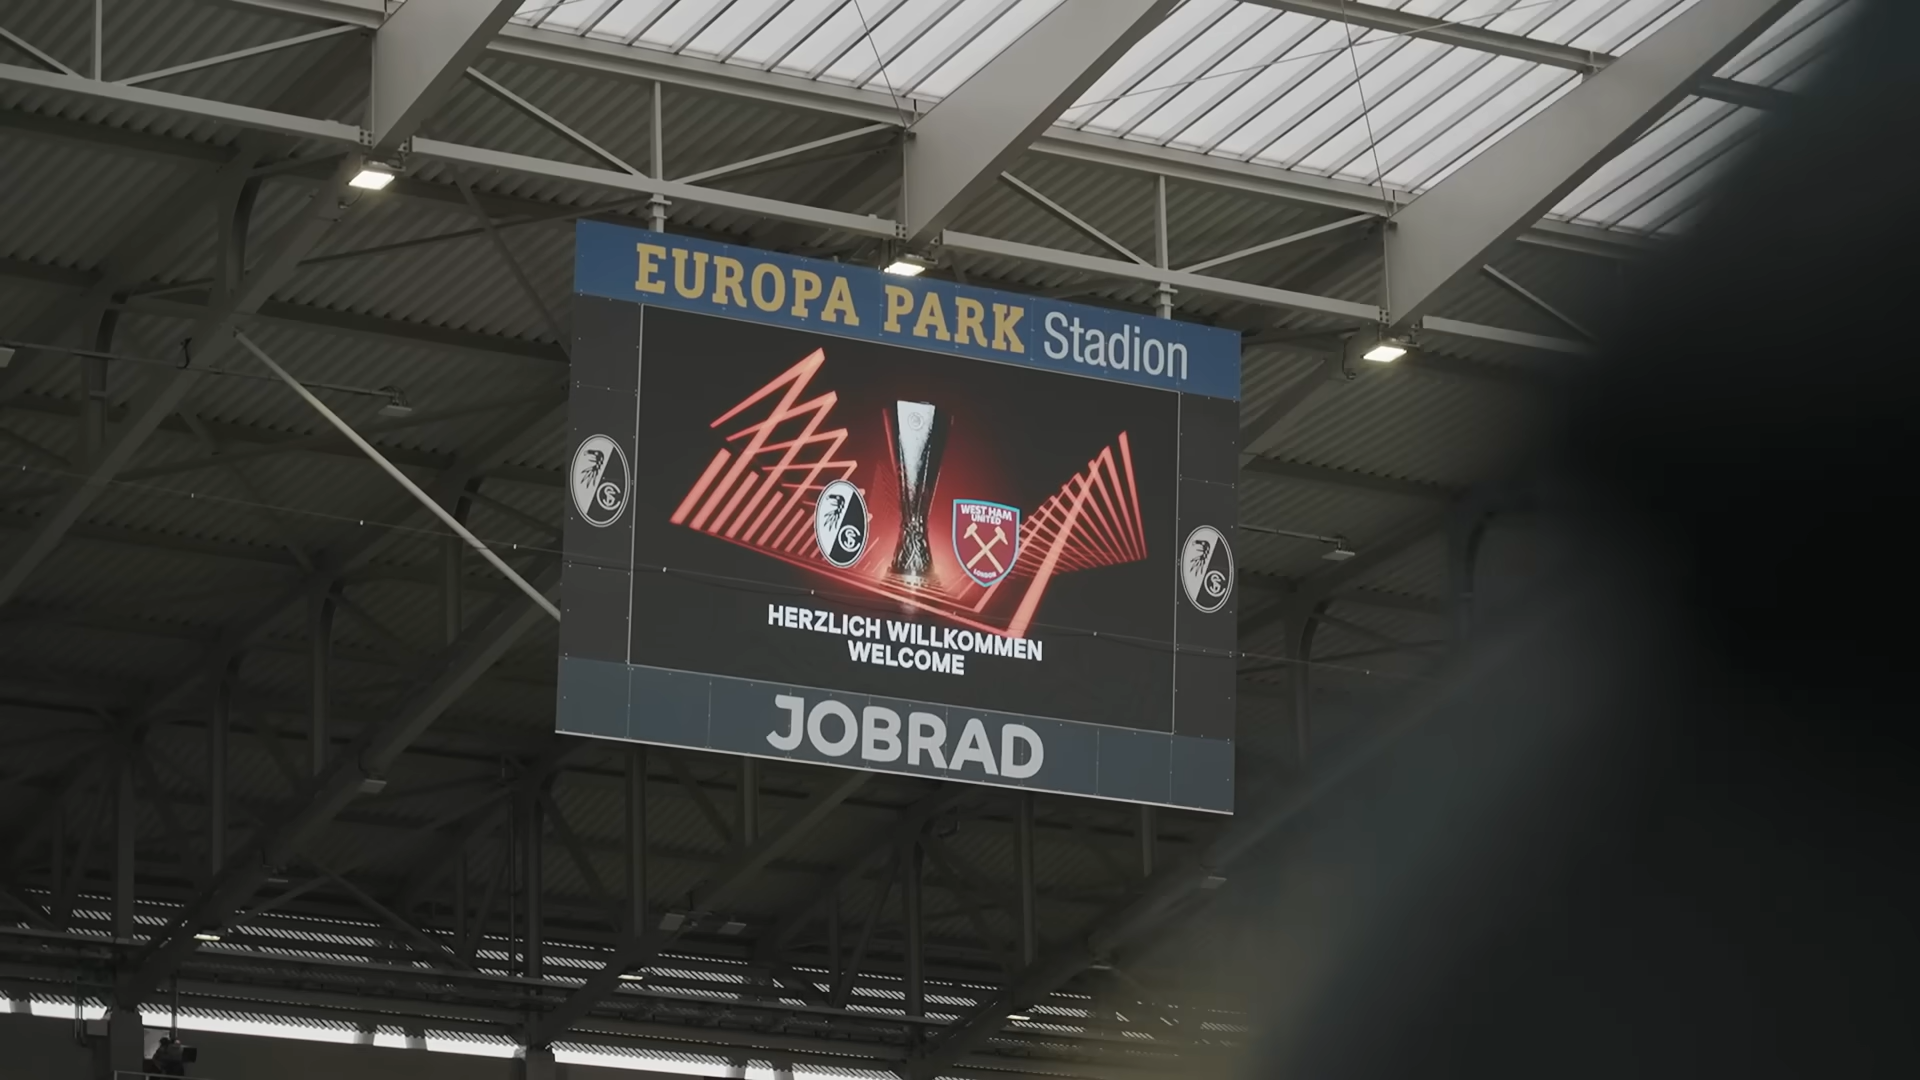 EUROPA PARK Stadion
WEST HAM
UNITED
LONDON
HERZLICH WILLKOMMEN
WELCOME
JOBRAD